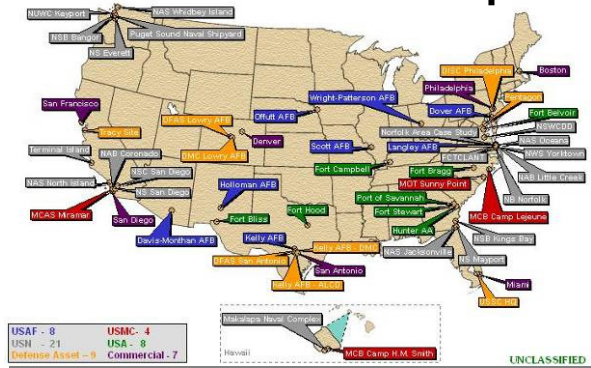 NUWC Keyport
NAS Whidbey Island
NSB Bangor
Puget Sound Naval Shipyard
NS Everett
DISC Philadelphia
Boston
Philadelphia
Pentagon
Wright-Patterson AFB
Dover AFB
Fort Belvoir
San Francisco
DFAS Lowry AFB
Offutt AFB
NSWCDD
Tracy Site
Norfolk Area Case Study
NAS Oceana
Denver
Scott AFB
Langley AFB
NWS Yorktown
Terminal Island
NAB Coronado
DMC Lowry AFB
FCTCLANT
NSC San Diego
Fort Campbell
Fort Bragg
NAB Little Creek
NAS North Island
NS San Diego
Holloman AFB
MOT Sunny Point
NB Norfolk
Port of Savannah
MCAS Miramar
San Diego
Fort Bliss
Fort Hood
Fort Stewart
MCB Camp Lejeune
Davis-Monthan AFB
Kelly AFB
Hunter AA
NSB Kings Bay
Kelly AFB - DMC
NAS Jacksonville
NS Mayport
DFAS San Antonio
San Antonio
Kelly AFB - ALCO
Miami
USSC HQ
Makalapa Naval Complex
Hawaii
MCB Camp H.M. Smith
USAF - 8 USMC- 4
USN - 21 USA - 8
Defense Asset – 9 Commercial - 7
UNCLASSIFIED